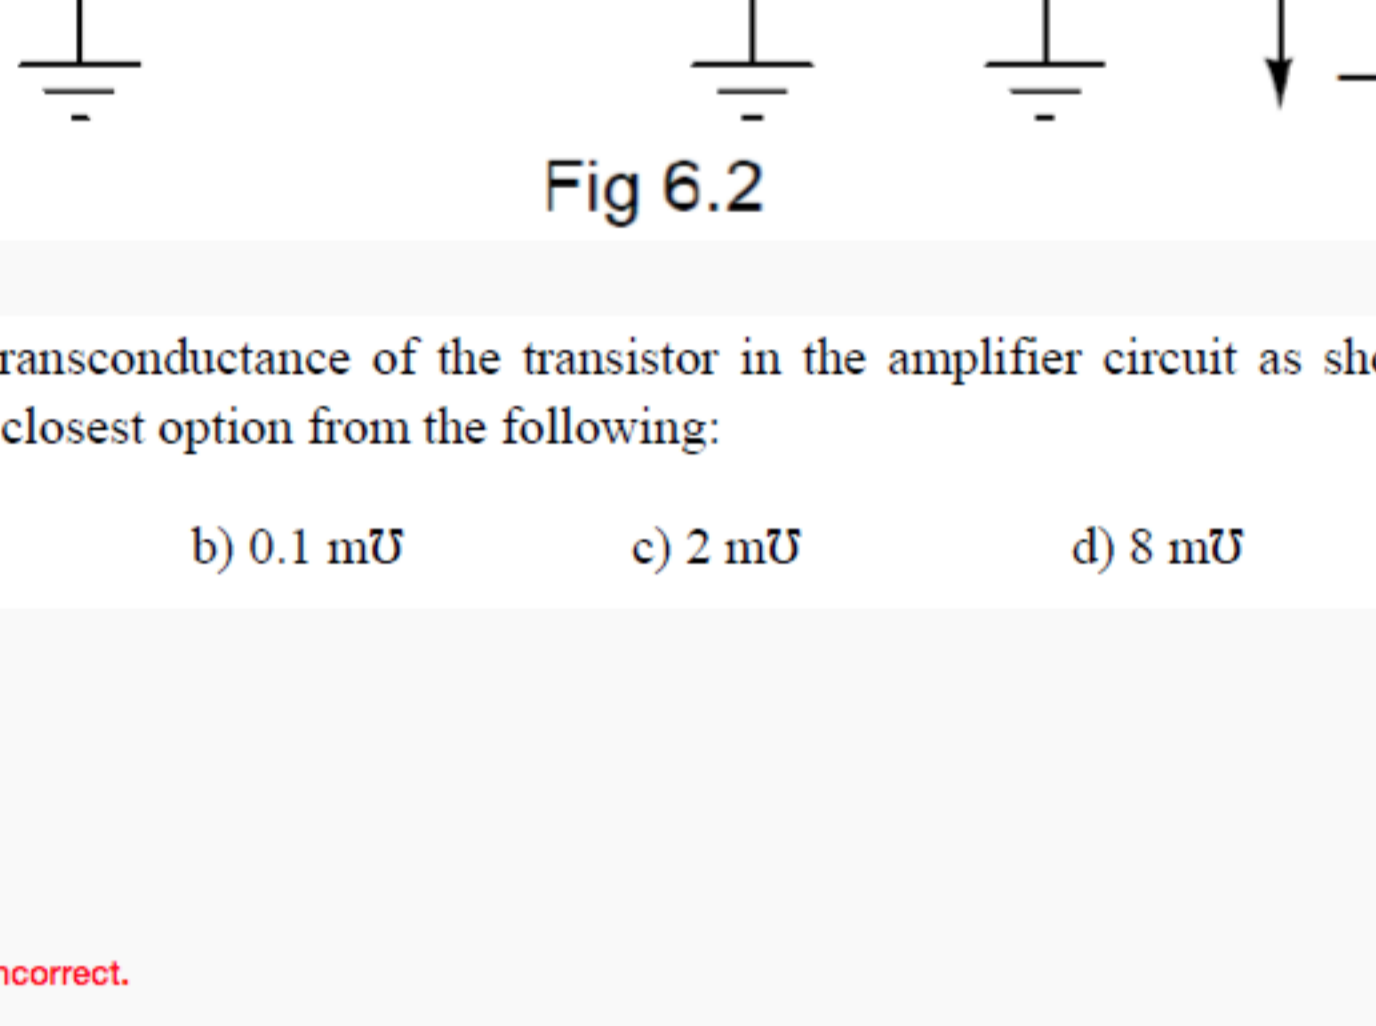 Fig 6.2
ransconductance of the transistor in the amplifier circuit as sh
closest option from the following:
b) 0.1 m℧ c) 2 m℧ d) 8 m℧
ncorrect.